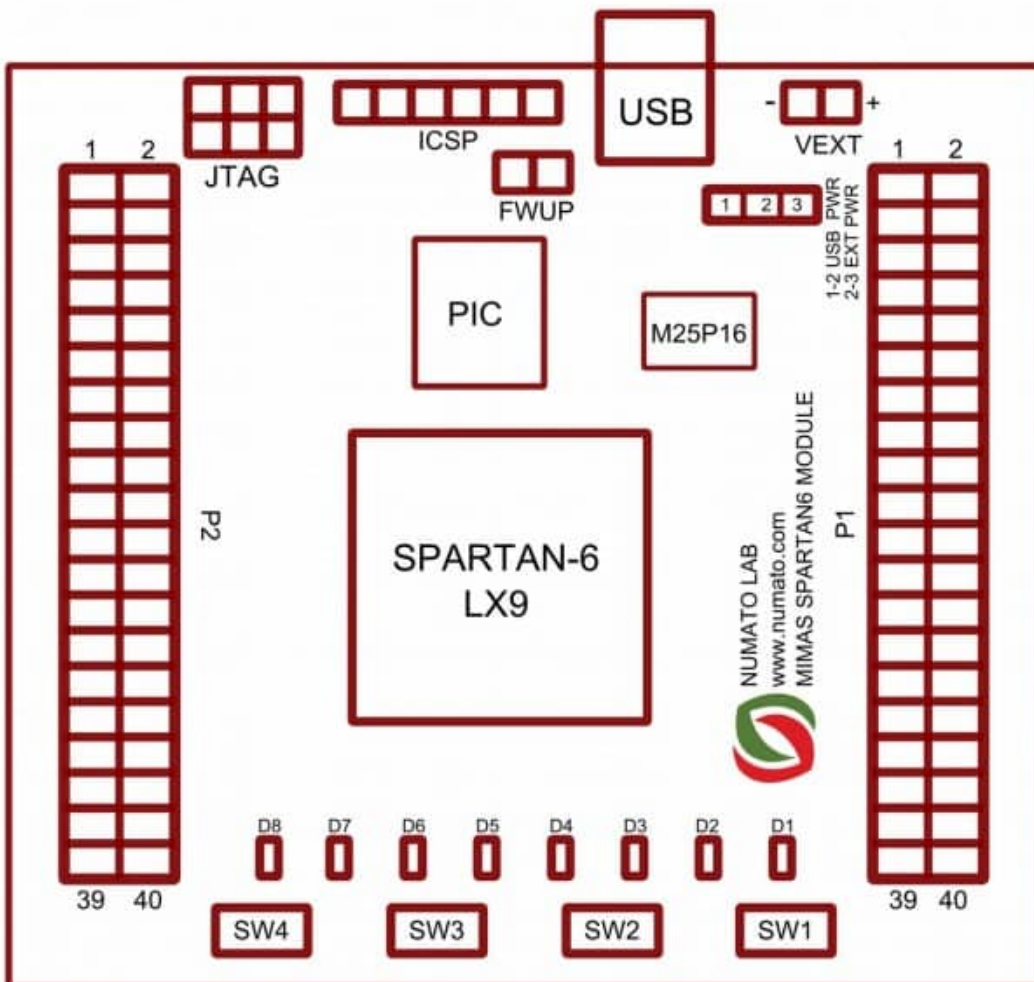 USB
- +
VEXT
ICSP
JTAG
FWUP
1 2
1 2
1 2 3
1-2 USB PWR
2-3 EXT PWR
PIC
M25P16
P2
P1
SPARTAN-6
LX9
NUMATO LAB
www.numato.com
MIMAS SPARTAN6 MODULE
D8 D7 D6 D5 D4 D3 D2 D1
39 40
39 40
SW4 SW3 SW2 SW1